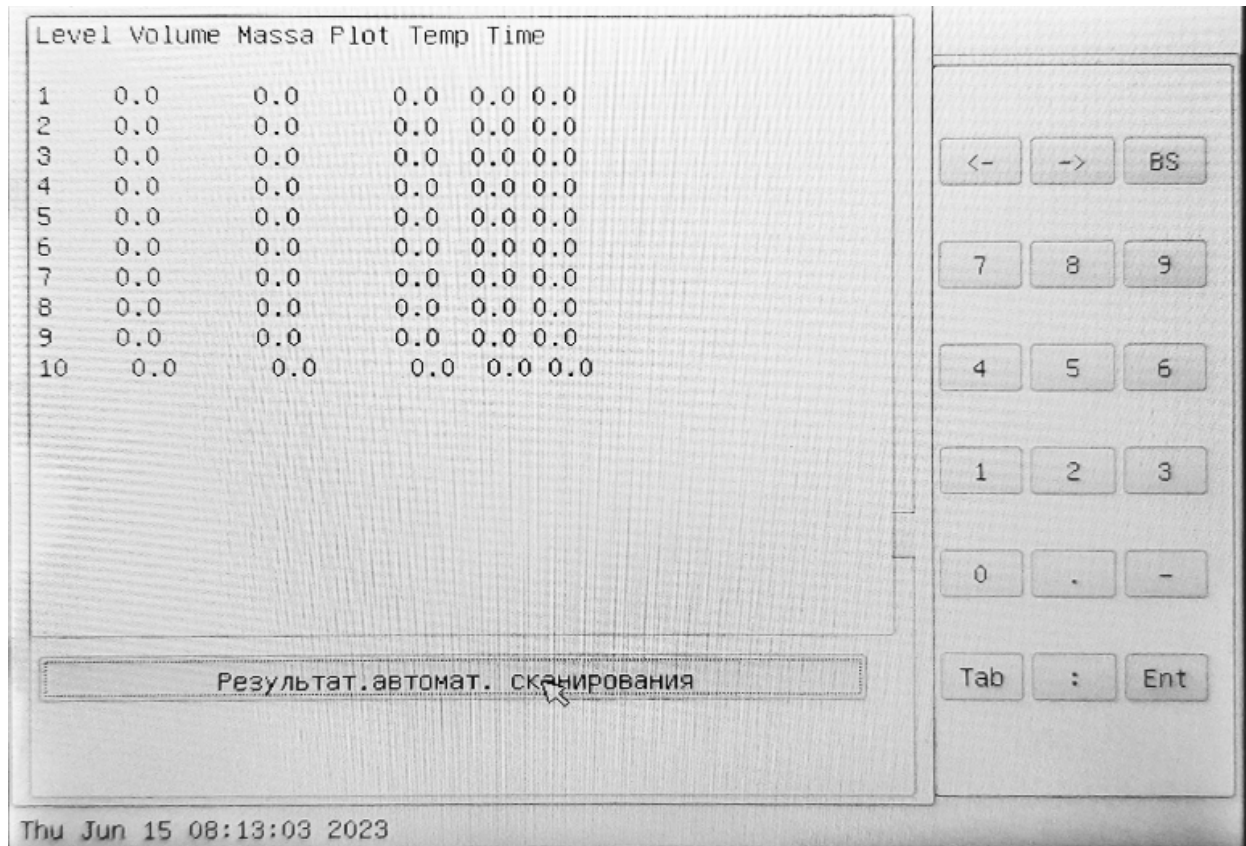 Level Volume Massa Plot Temp Time
1 0.0 0.0 0.0 0.0 0.0
2 0.0 0.0 0.0 0.0 0.0
3 0.0 0.0 0.0 0.0 0.0
4 0.0 0.0 0.0 0.0 0.0
5 0.0 0.0 0.0 0.0 0.0
6 0.0 0.0 0.0 0.0 0.0
7 0.0 0.0 0.0 0.0 0.0
8 0.0 0.0 0.0 0.0 0.0
9 0.0 0.0 0.0 0.0 0.0
10 0.0 0.0 0.0 0.0 0.0
Результат.автомат. сканирования
<- -> BS
7 8 9
4 5 6
1 2 3
0 . -
Tab : Ent
Thu Jun 15 08:13:03 2023